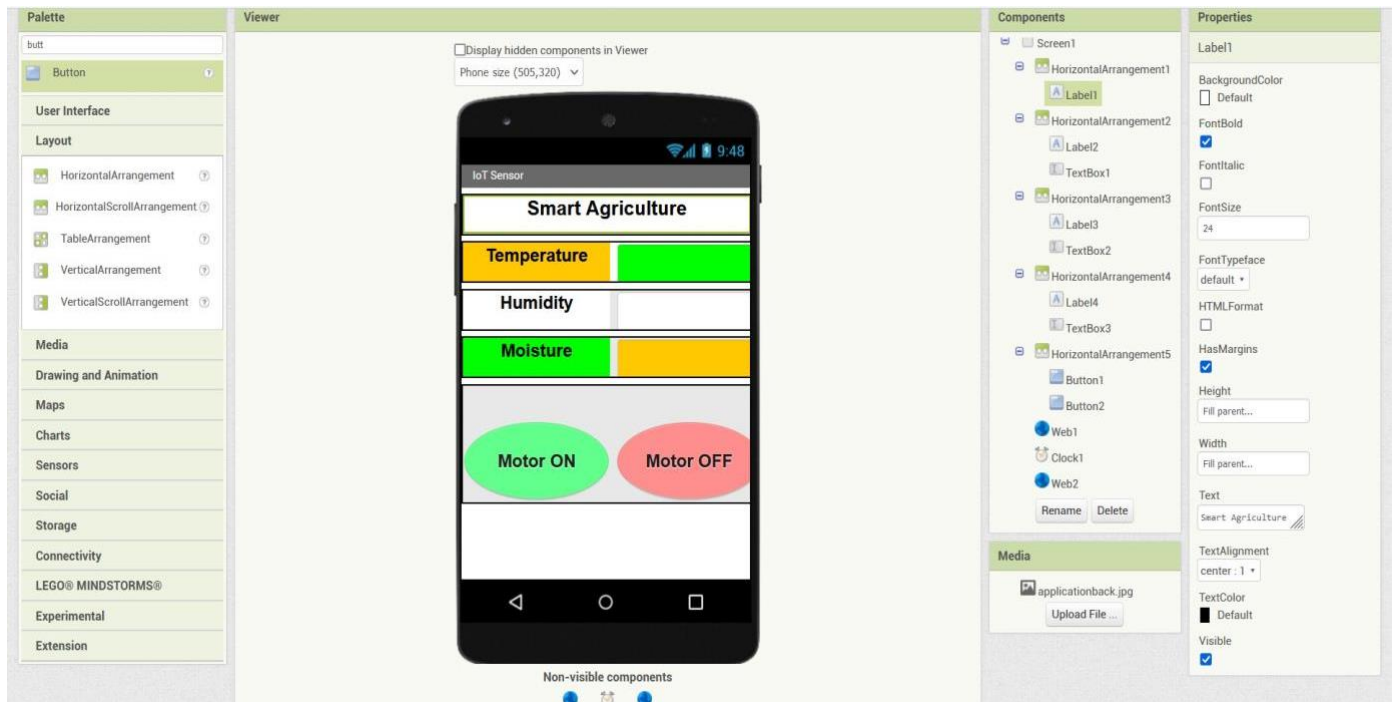 Palette
butt
Button
User Interface
Layout
HorizontalArrangement
HorizontalScrollArrangement
TableArrangement
VerticalArrangement
VerticalScrollArrangement
Media
Drawing and Animation
Maps
Charts
Sensors
Social
Storage
Connectivity
LEGO® MINDSTORMS®
Experimental
Extension
Viewer
Display hidden components in Viewer
Phone size (505,320)
9:48
IoT Sensor
Smart Agriculture
Temperature
Humidity
Moisture
Motor ON Motor OFF
Non-visible components
Components
Screen1
HorizontalArrangement1
Label1
HorizontalArrangement2
Label2
TextBox1
HorizontalArrangement3
Label3
TextBox2
HorizontalArrangement4
Label4
TextBox3
HorizontalArrangement5
Button1
Button2
Web1
Clock1
Web2
Rename Delete
Media
applicationback.jpg
Upload File ...
Properties
Label1
BackgroundColor
Default
FontBold
FontItalic
FontSize
24
FontTypeface
default
HTMLFormat
HasMargins
Height
Fill parent...
Width
Fill parent...
Text
Smart Agriculture
TextAlignment
center : 1
TextColor
Default
Visible